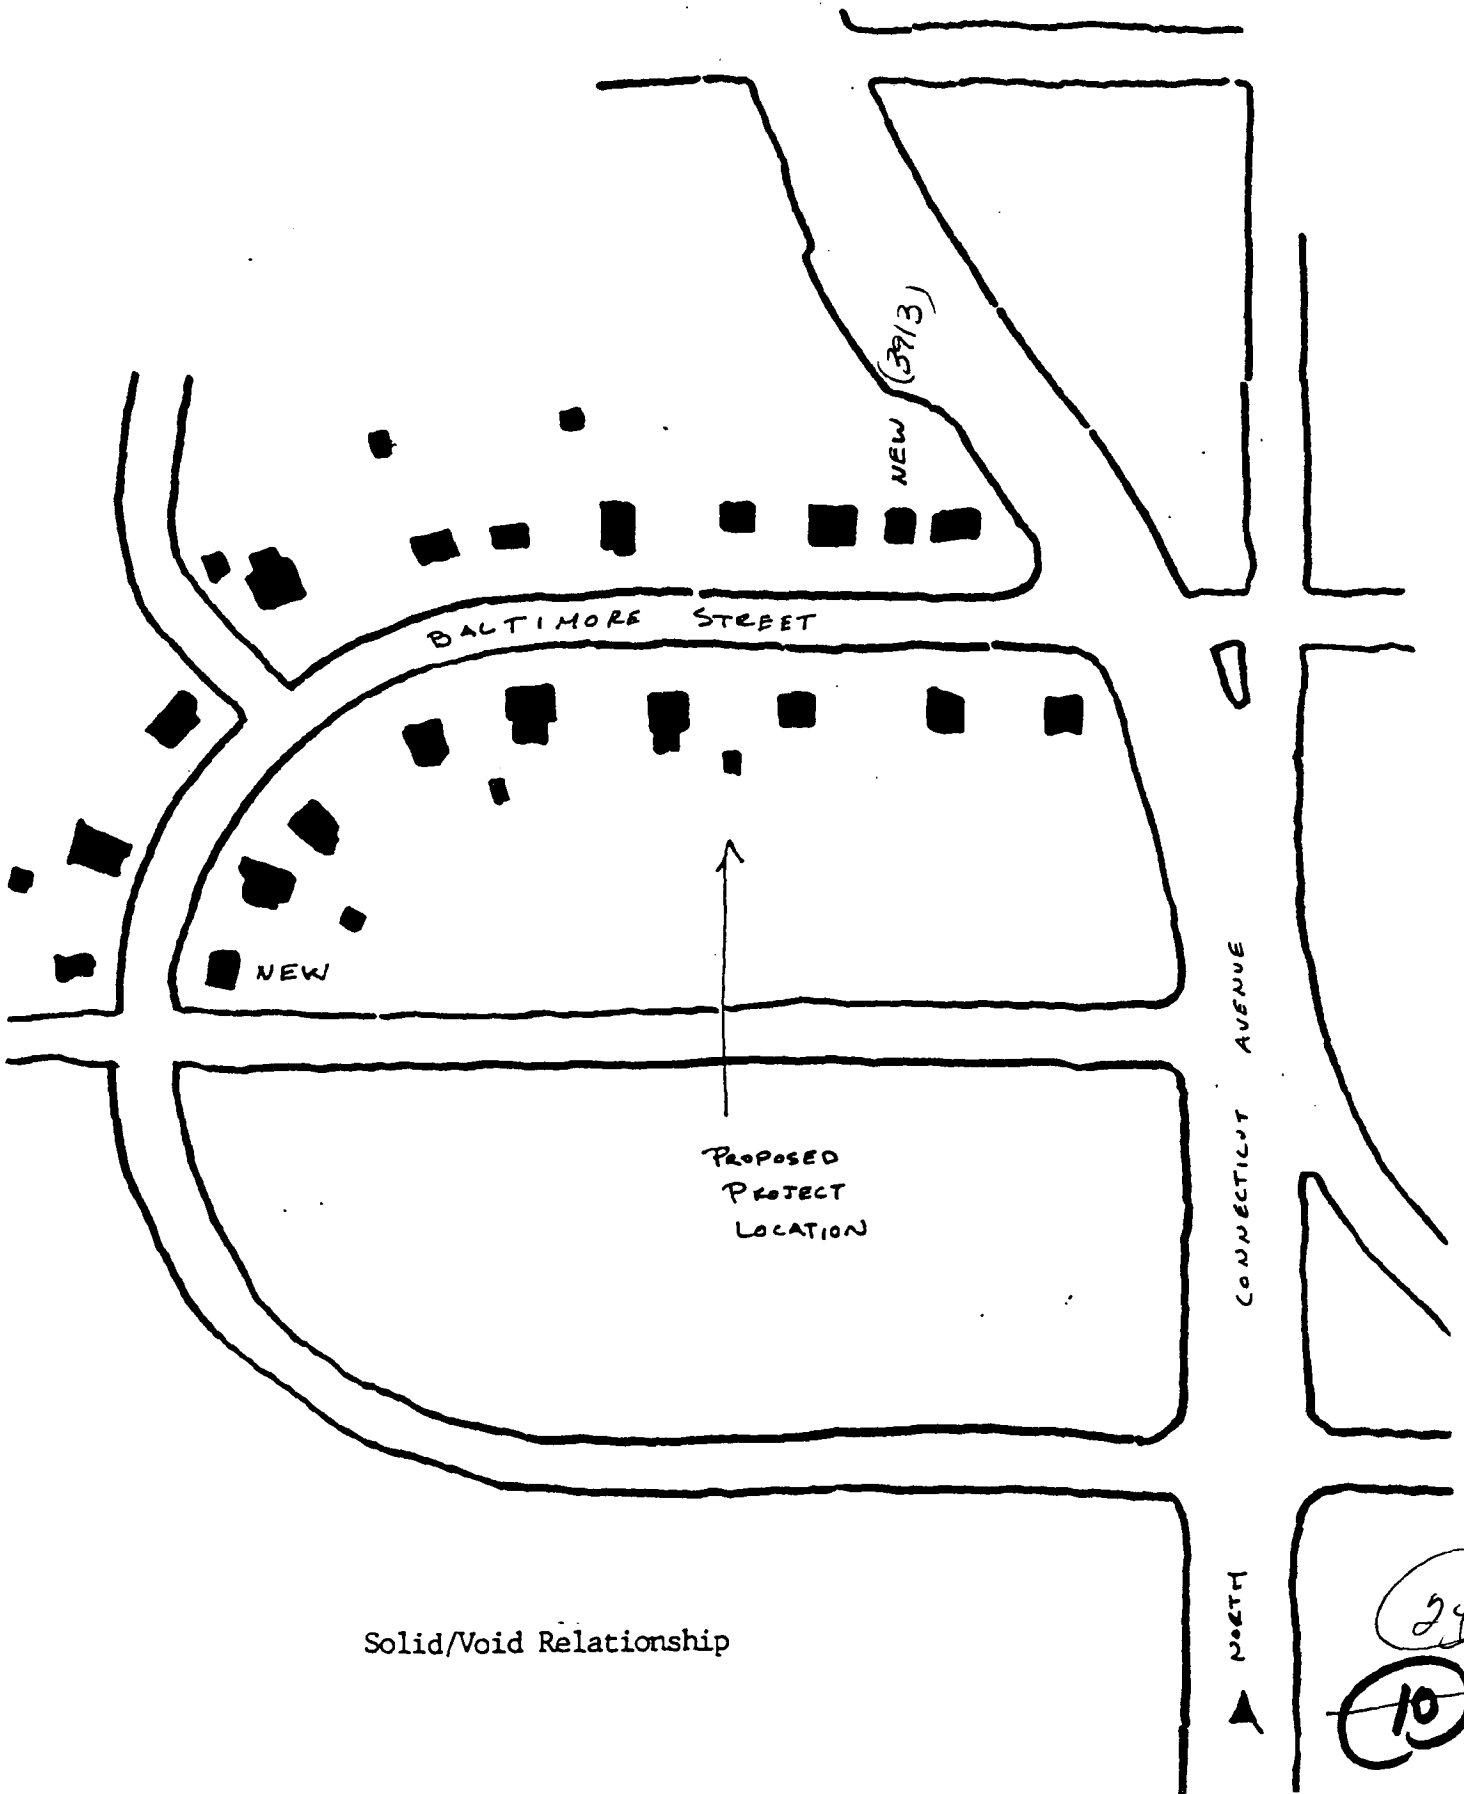 (3913)
NEW
BALTIMORE STREET
NEW
CONNECTICUT AVENUE
PROPOSED
PROJECT
LOCATION
NORTH
Solid/Void Relationship
10